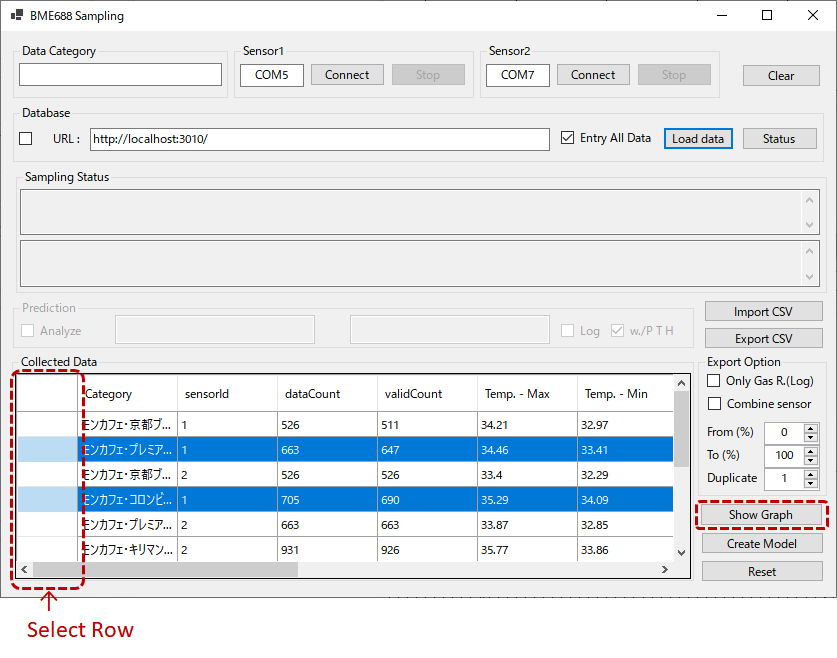 BME688 Sampling
Data Category
Sensor1
COM5 Connect Stop
Sensor2
COM7 Connect Stop
Clear
Database
URL : http://localhost:3010/ Entry All Data Load data Status
Sampling Status
Prediction
Analyze Log w./P T H
Import CSV
Export CSV
Collected Data
Category sensorId dataCount validCount Temp. - Max Temp. - Min
モンカフェ・京都ブ... 1 526 511 34.21 32.97
モンカフェ・プレミア... 1 663 647 34.46 33.41
モンカフェ・京都ブ... 2 526 526 33.4 32.29
モンカフェ・コロンビ... 1 705 690 35.29 34.09
モンカフェ・プレミア... 2 663 663 33.87 32.85
モンカフェ・キリマン... 2 931 926 35.77 33.86
Export Option
Only Gas R.(Log)
Combine sensor
From (%) 0
To (%) 100
Duplicate 1
Show Graph
Create Model
Reset
Select Row